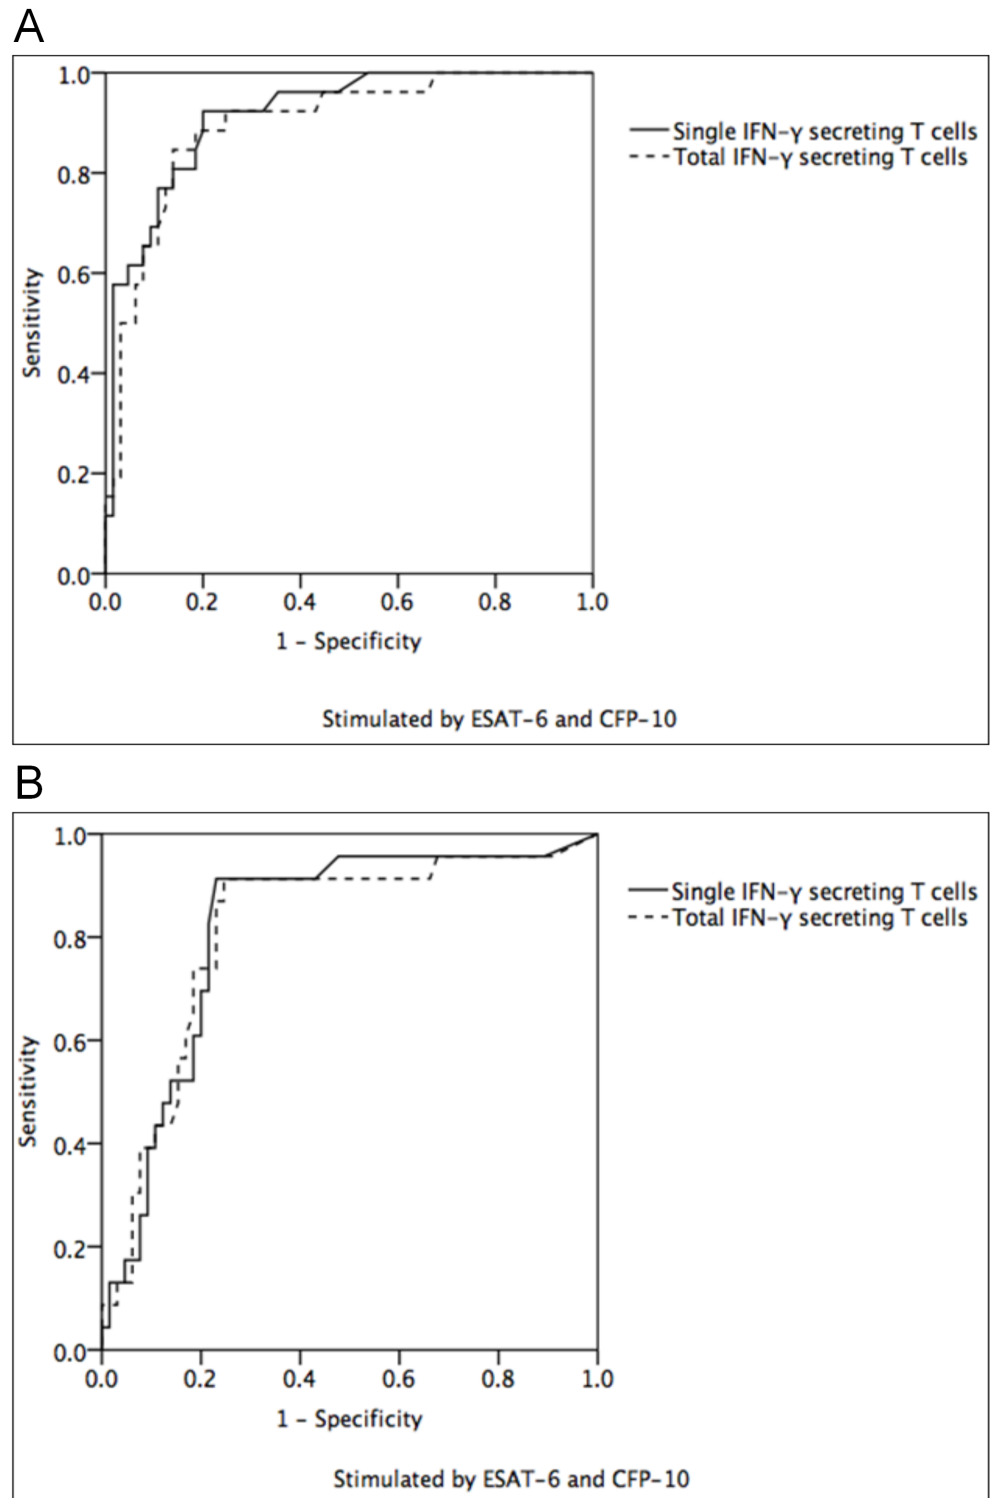 A
1.0
0.8
0.6
0.4
0.2
0.0
Sensitivity
0.0 0.2 0.4 0.6 0.8 1.0
1 – Specificity
Single IFN–γ secreting T cells
Total IFN–γ secreting T cells
Stimulated by ESAT–6 and CFP–10
B
1.0
0.8
0.6
0.4
0.2
0.0
Sensitivity
0.0 0.2 0.4 0.6 0.8 1.0
1 – Specificity
Single IFN–γ secreting T cells
Total IFN–γ secreting T cells
Stimulated by ESAT–6 and CFP–10